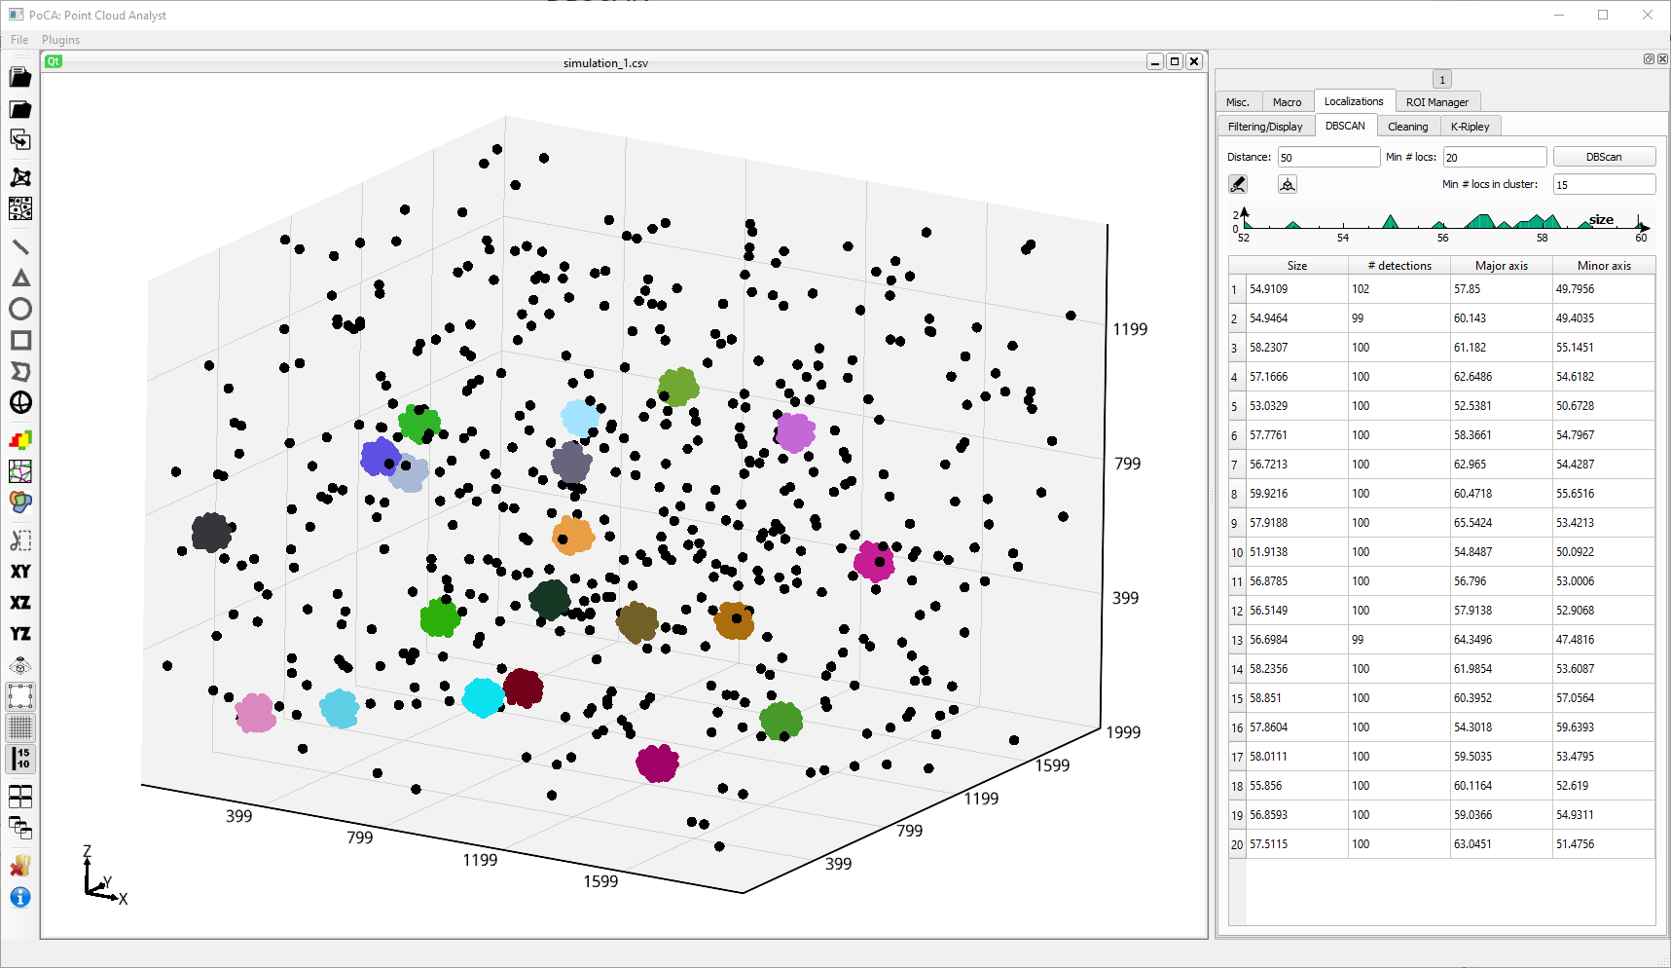 PoCA: Point Cloud Analyst
File Plugins
simulation_1.csv
1
Misc. Macro Localizations ROI Manager
Filtering/Display DBSCAN Cleaning K-Ripley
Distance: 50 Min # locs: 20 DBScan
Min # locs in cluster: 15
2
0
size
52 54 56 58 60
Size # detections Major axis Minor axis
1 54.9109 102 57.85 49.7956
2 54.9464 99 60.143 49.4035
3 58.2307 100 61.182 55.1451
4 57.1666 100 62.6486 54.6182
5 53.0329 100 52.5381 50.6728
6 57.7761 100 58.3661 54.7967
7 56.7213 100 62.965 54.4287
8 59.9216 100 60.4718 55.6516
9 57.9188 100 65.5424 53.4213
10 51.9138 100 54.8487 50.0922
11 56.8785 100 56.796 53.0006
12 56.5149 100 57.9138 52.9068
13 56.6984 99 64.3496 47.4816
14 58.2356 100 61.9854 53.6087
15 58.851 100 60.3952 57.0564
16 57.8604 100 54.3018 59.6393
17 58.0111 100 59.5035 53.4795
18 55.856 100 60.1164 52.619
19 56.8593 100 59.0366 54.9311
20 57.5115 100 63.0451 51.4756
1199
799
399
1999
1599
1199
799
399
399
799
1199
1599
Z
Y
X
XY
XZ
YZ
15
10
Qt